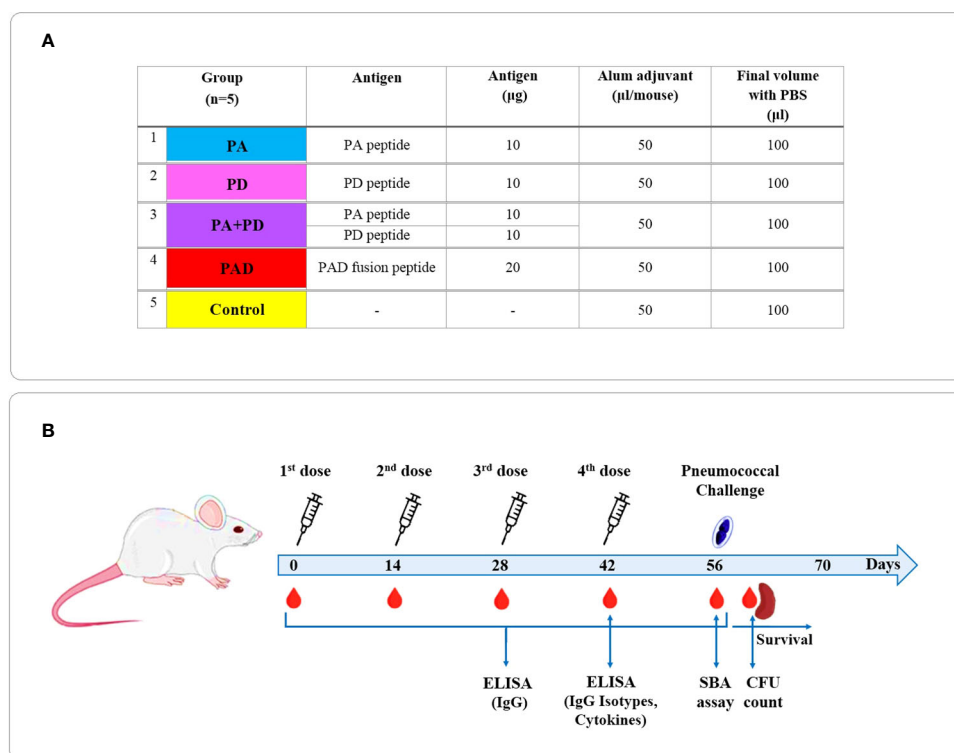 A
Group Antigen Antigen Alum adjuvant Final volume
(n=5) (µg) (µl/mouse) with PBS
(µl)
1 PA PA peptide 10 50 100
2 PD PD peptide 10 50 100
3 PA+PD PA peptide 10 50 100
PD peptide 10
4 PAD PAD fusion peptide 20 50 100
5 Control - - 50 100
B
1st dose 2nd dose 3rd dose 4th dose Pneumococcal
Challenge
0 14 28 42 56 70 Days
Survival
ELISA ELISA SBA CFU
(IgG) (IgG Isotypes, assay count
Cytokines)